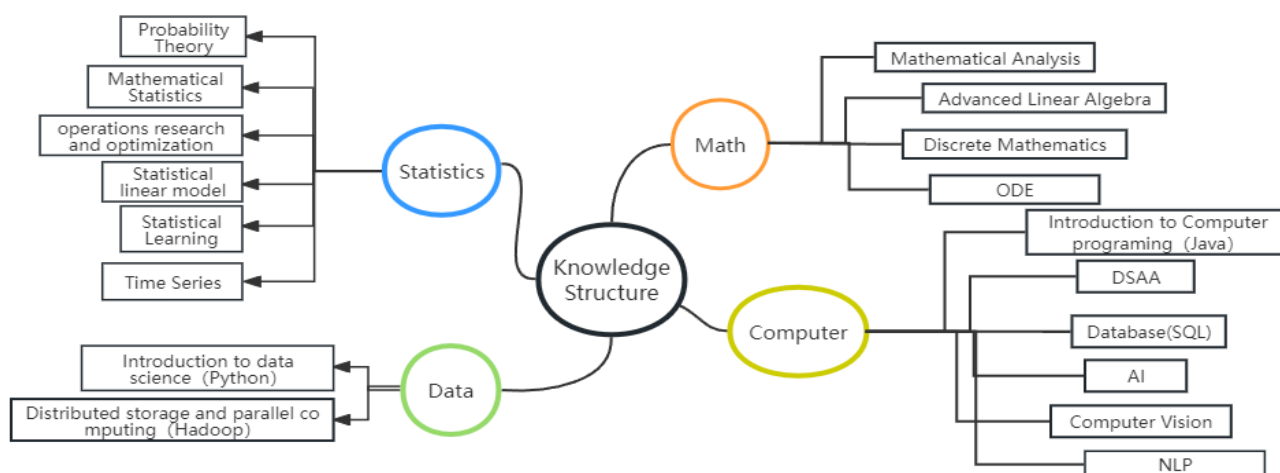 Probability
Theory
Mathematical
Statistics
operations research
and optimization
Statistical
linear model
Statistical
Learning
Time Series
Statistics
Introduction to data
science (Python)
Distributed storage and parallel co
mputing (Hadoop)
Data
Knowledge
Structure
Math
Mathematical Analysis
Advanced Linear Algebra
Discrete Mathematics
ODE
Computer
Introduction to Computer
programing (Java)
DSAA
Database(SQL)
AI
Computer Vision
NLP